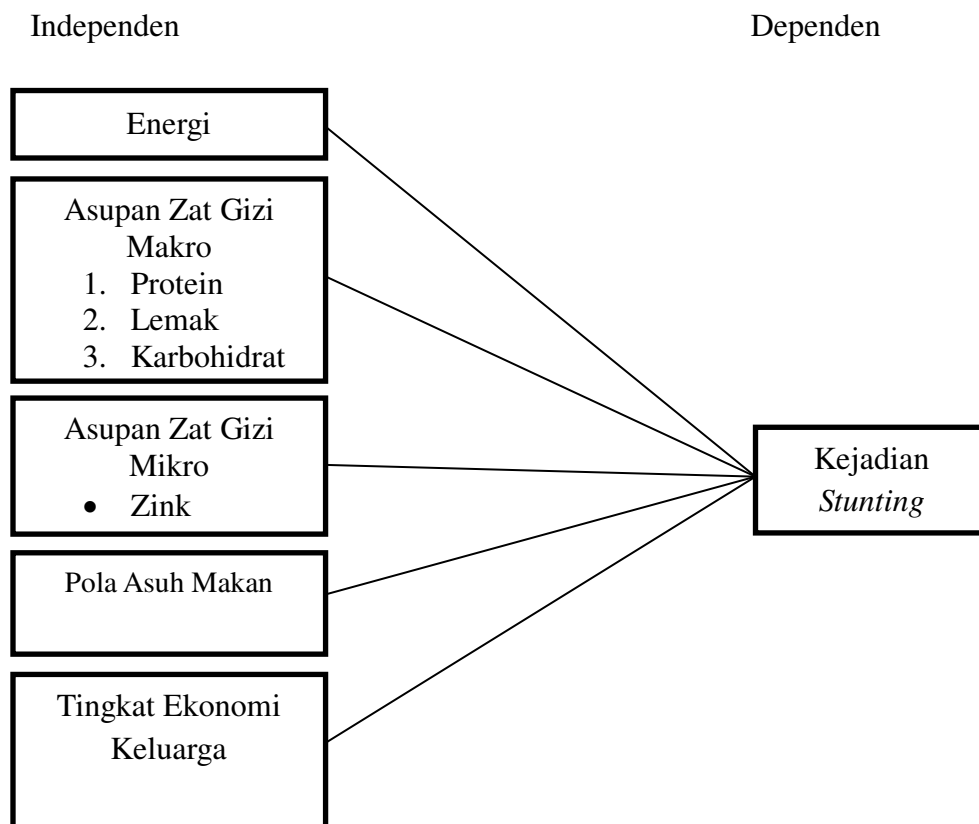 Independen
Dependen
Energi
Asupan Zat Gizi
Makro
1. Protein
2. Lemak
3. Karbohidrat
Asupan Zat Gizi
Mikro
• Zink
Pola Asuh Makan
Tingkat Ekonomi
Keluarga
Kejadian
Stunting